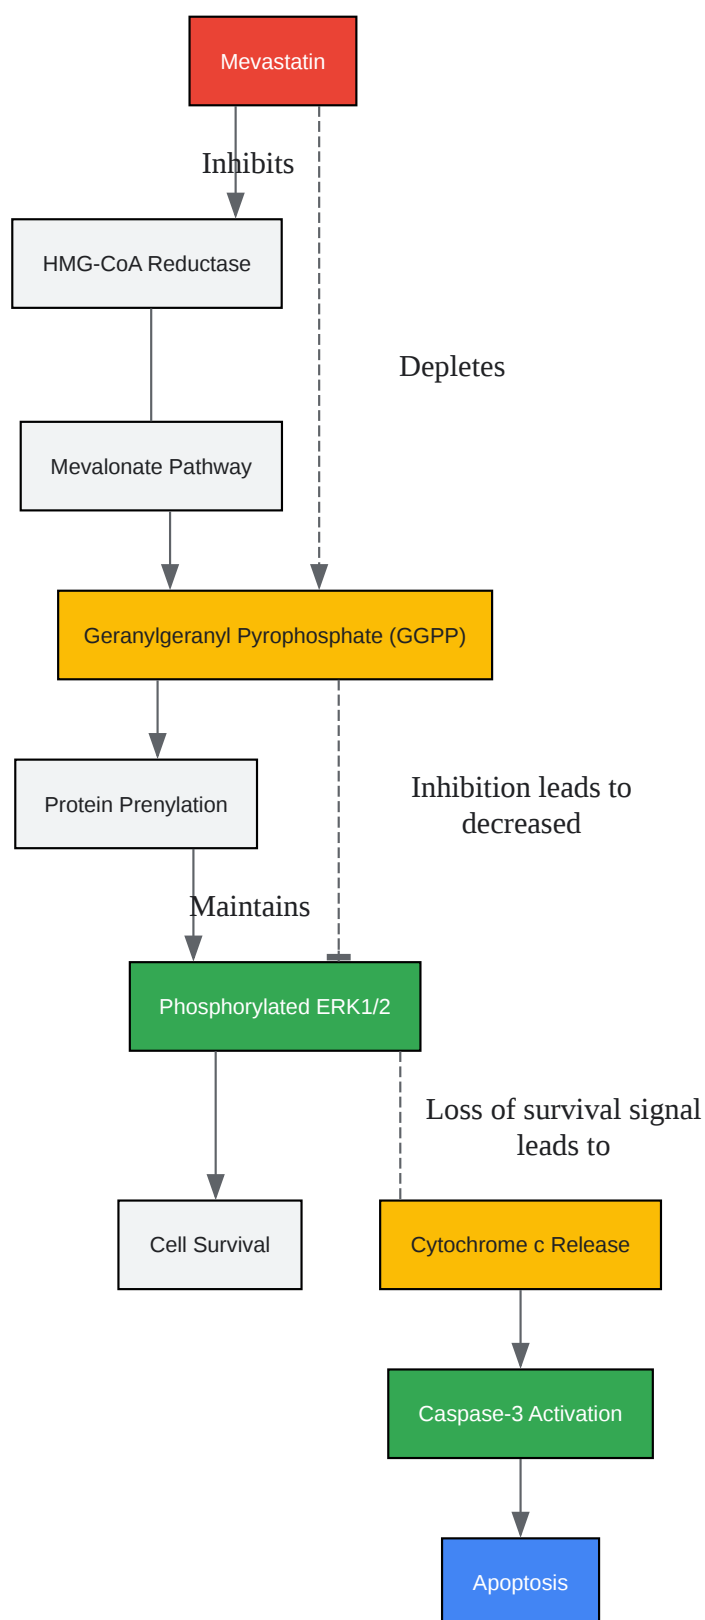 Mevastatin
Inhibits
HMG-CoA Reductase
Depletes
Mevalonate Pathway
Geranylgeranyl Pyrophosphate (GGPP)
Inhibition leads to
decreased
Protein Prenylation
Maintains
Phosphorylated ERK1/2
Loss of survival signal
leads to
Cell Survival
Cytochrome c Release
Caspase-3 Activation
Apoptosis